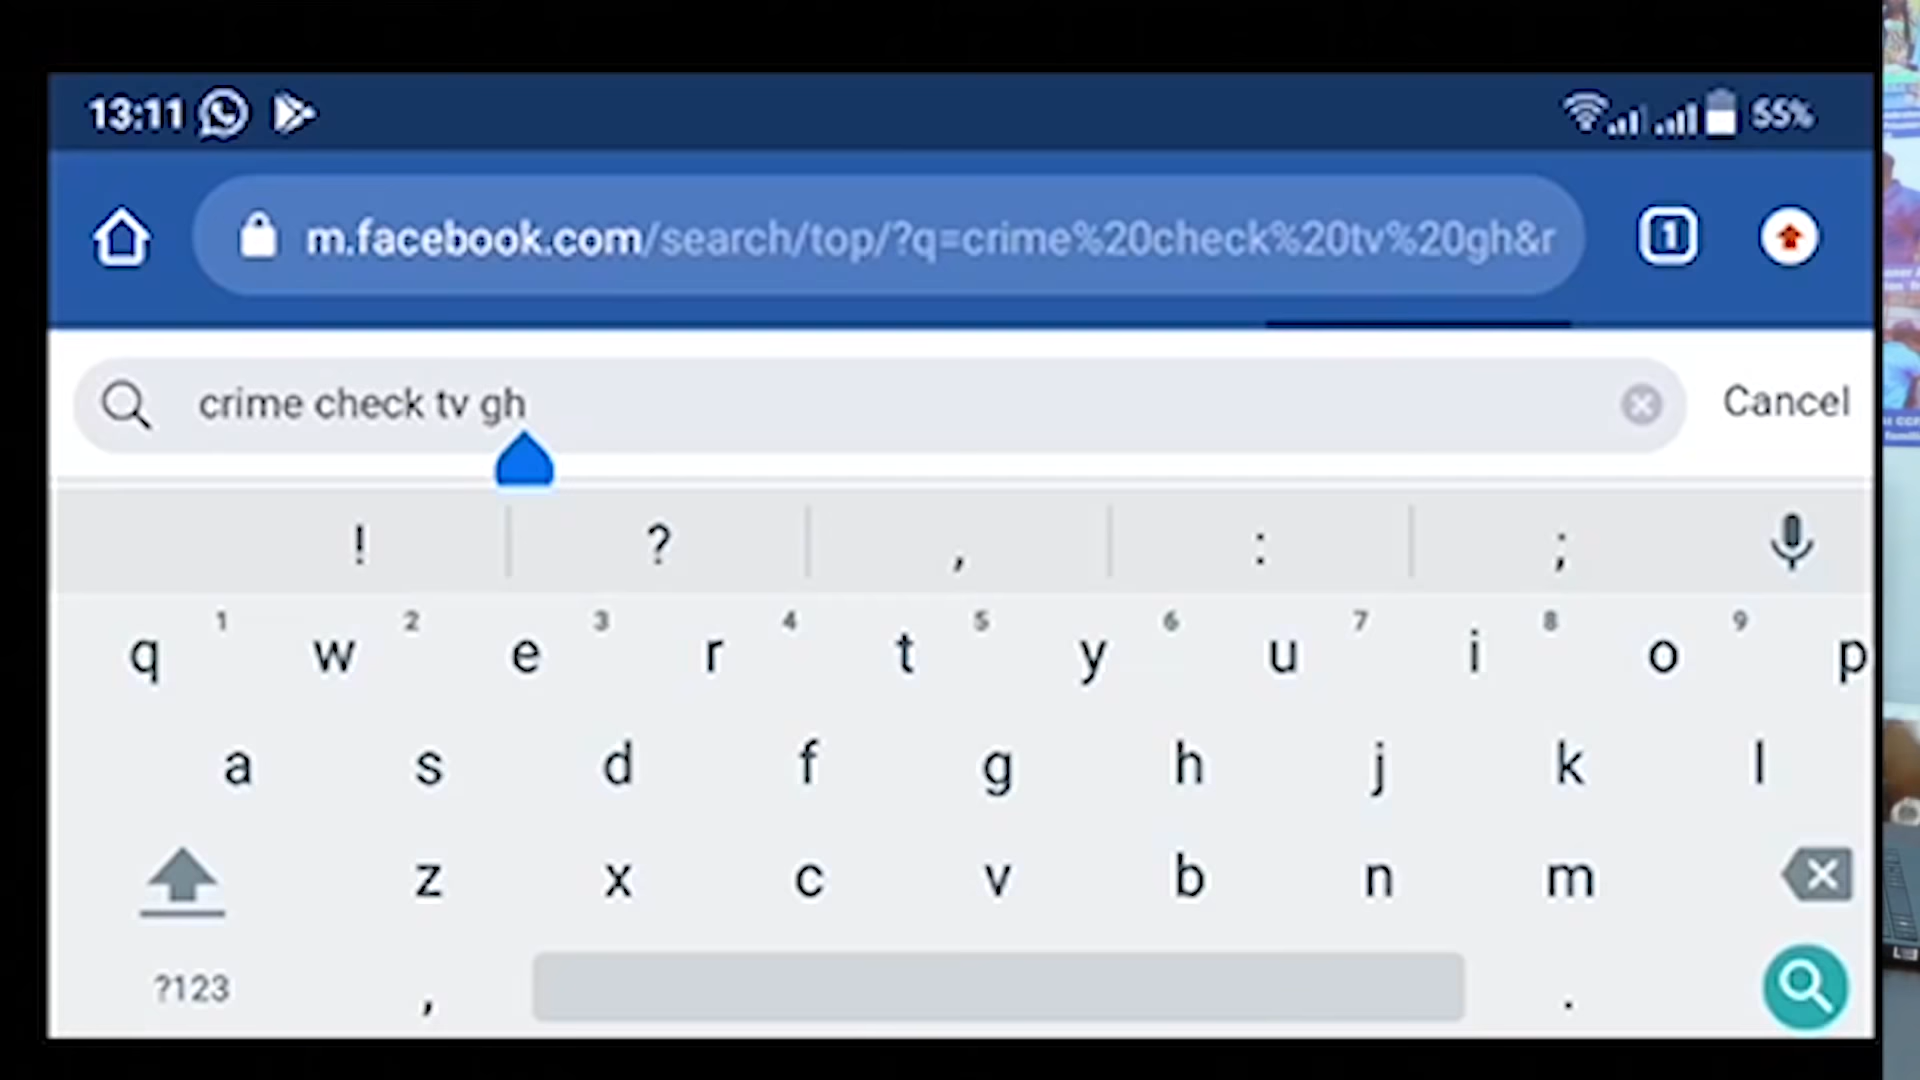 13:11 55%
m.facebook.com/search/top/?q=crime%20check%20tv%20gh&r 1
crime check tv gh Cancel
! ? , : ;
1 2 3 4 5 6 7 8 9
q w e r t y u i o p
a s d f g h j k l
z x c v b n m
?123 , .